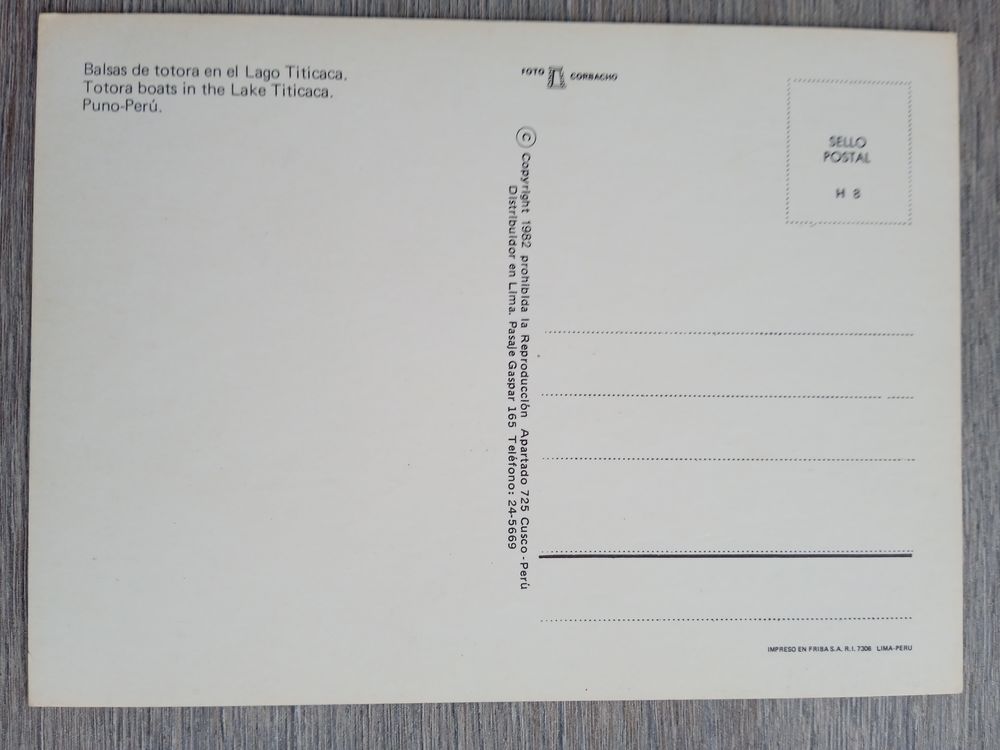 Balsas de totora en el Lago Titicaca.
Totora boats in the Lake Titicaca.
Puno-Perú.
FOTO CORBACHO
© Copyright 1982 prohibida la Reproducción Apartado 725 Cusco - Perú
Distribuidor en Lima. Pasaje Gaspar 165 Teléfono: 24-5669
SELLO
POSTAL
H 8
IMPRESO EN FRIBA S.A. R.I. 7306 LIMA-PERU